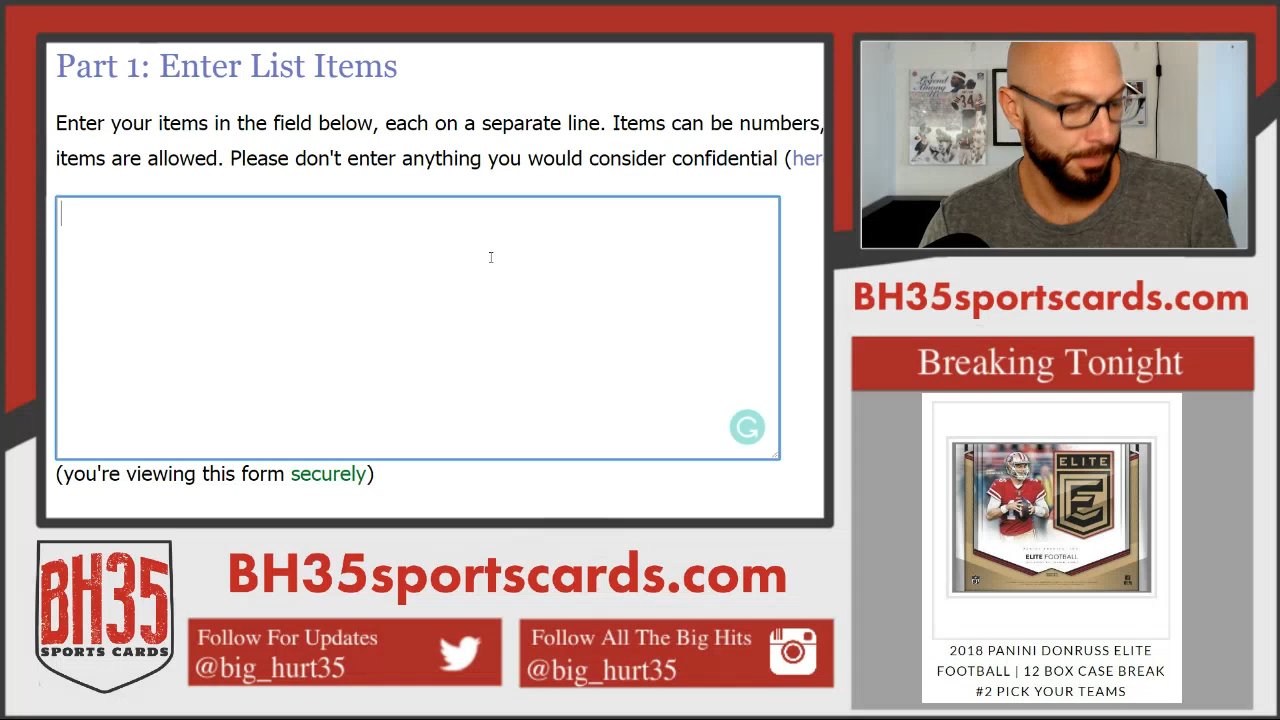 Part 1: Enter List Items
Enter your items in the field below, each on a separate line. Items can be numbers,
items are allowed. Please don't enter anything you would consider confidential (her
(you're viewing this form securely)
BH35sportscards.com
Breaking Tonight
ELITE
ELITE FOOTBALL
2018 PANINI DONRUSS ELITE
FOOTBALL | 12 BOX CASE BREAK
#2 PICK YOUR TEAMS
BH35
SPORTS CARDS
BH35sportscards.com
Follow For Updates
@big_hurt35
Follow All The Big Hits
@big_hurt35